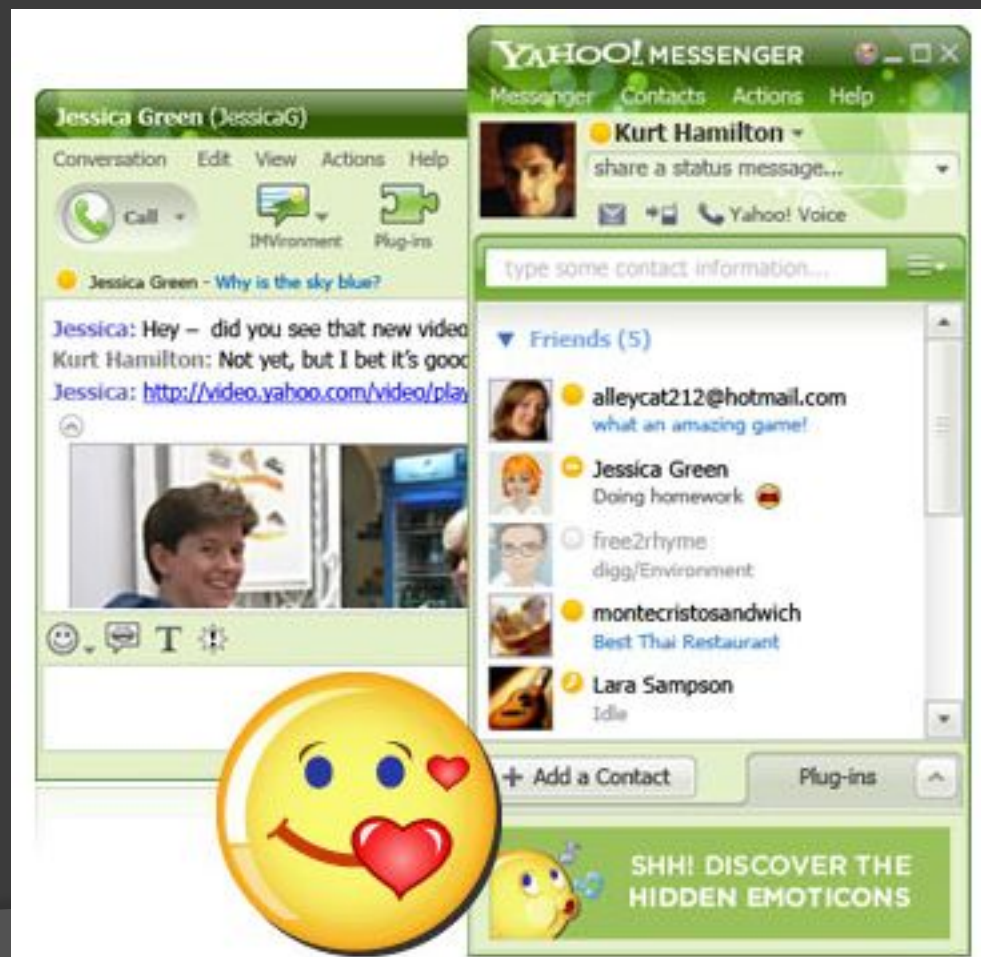 Jessica Green (JessicaG)
Conversation Edit View Actions Help
Call
IMVironment Plug-ins
Jessica Green - Why is the sky blue?
Jessica: Hey – did you see that new video
Kurt Hamilton: Not yet, but I bet it's good
Jessica: http://video.yahoo.com/video/play
T
YAHOO! MESSENGER
Messenger Contacts Actions Help
Kurt Hamilton
share a status message...
Yahoo! Voice
type some contact information...
Friends (5)
alleycat212@hotmail.com
what an amazing game!
Jessica Green
Doing homework
free2rhyme
digg/Environment
montecristosandwich
Best Thai Restaurant
Lara Sampson
Idle
+ Add a Contact
Plug-ins
SHH! DISCOVER THE
HIDDEN EMOTICONS